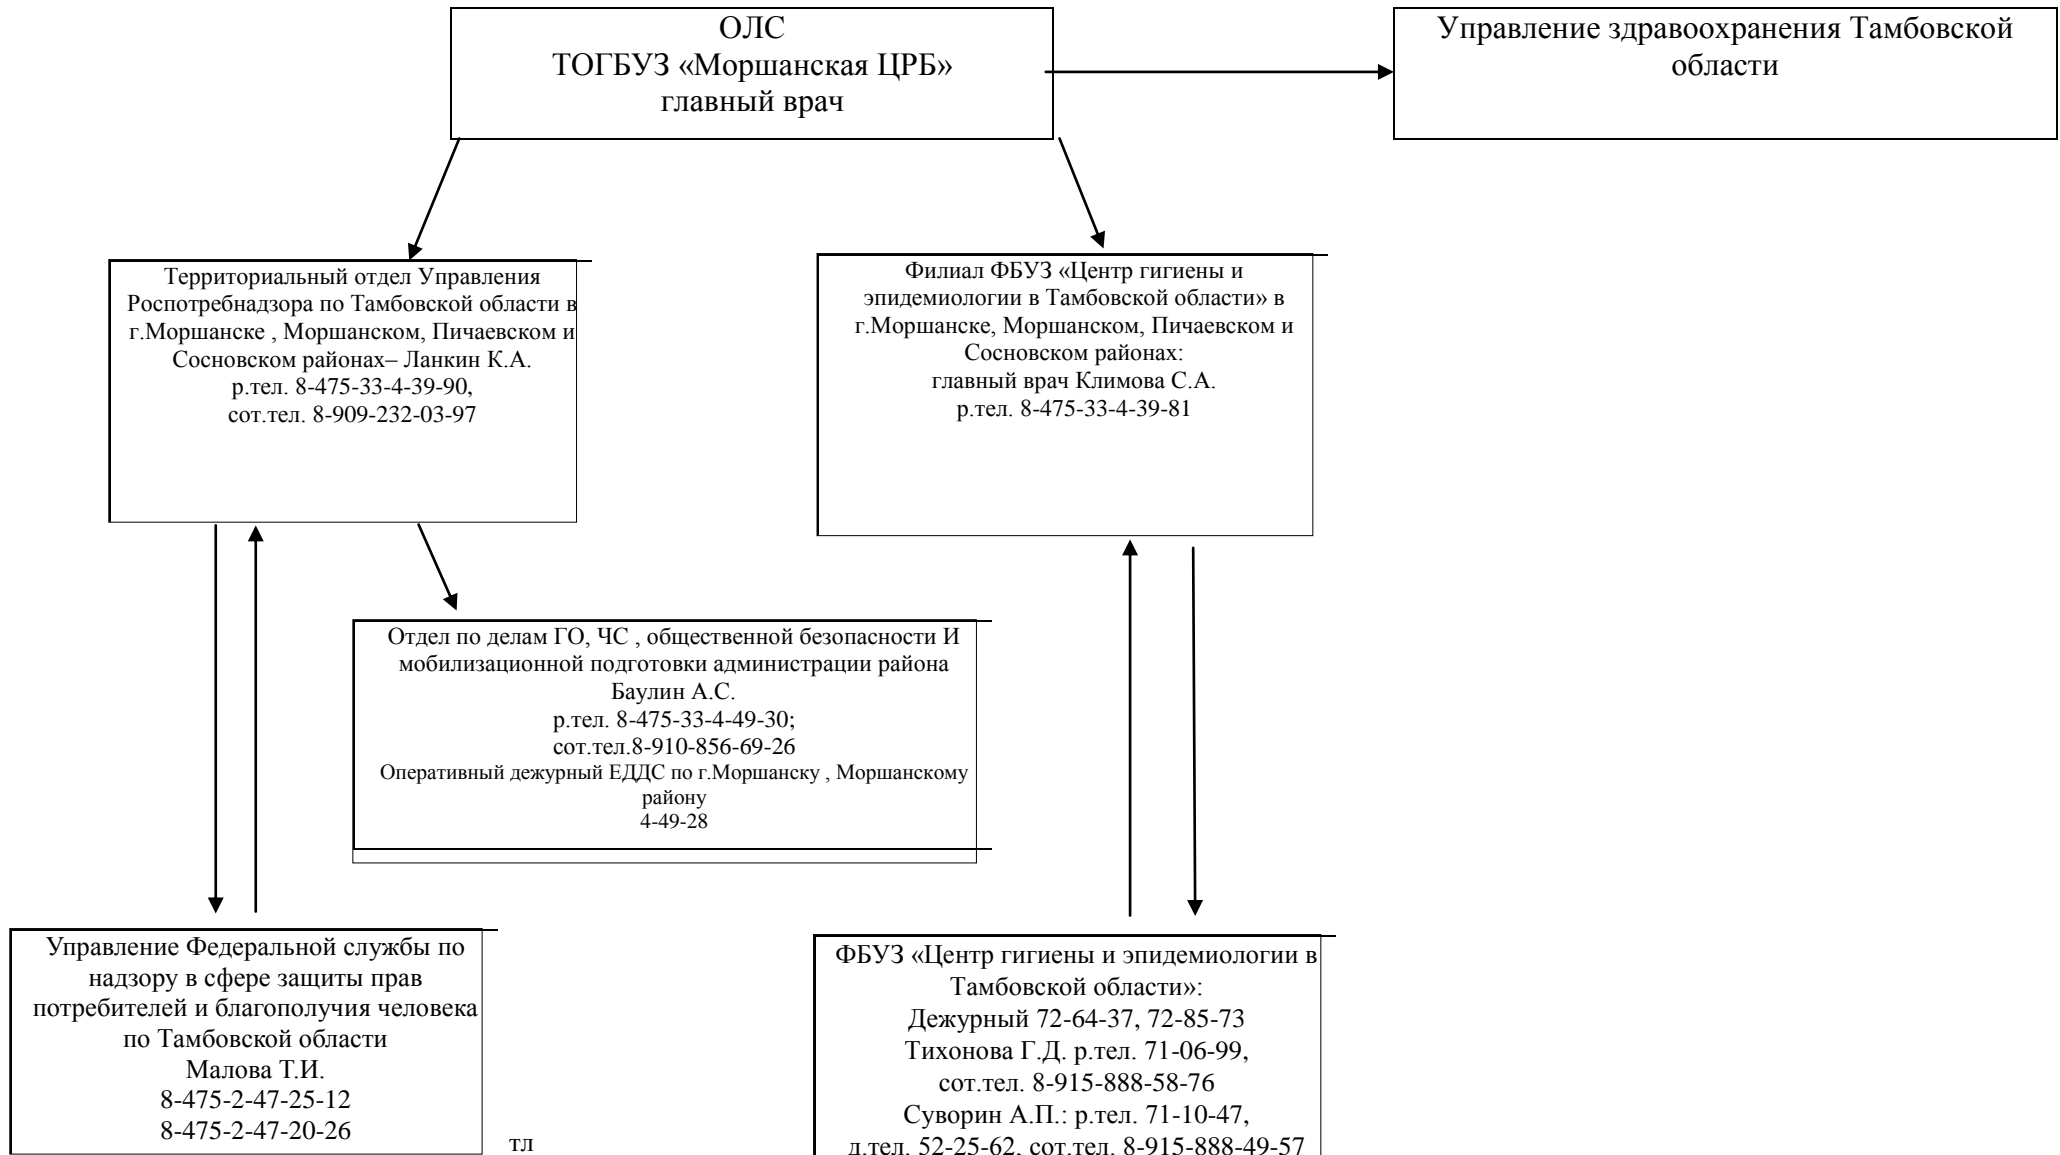 ОЛС
ТОГБУЗ «Моршанская ЦРБ»
главный врач
Управление здравоохранения Тамбовской
области
Территориальный отдел Управления
Роспотребнадзора по Тамбовской области в
г.Моршанске , Моршанском, Пичаевском и
Сосновском районах– Ланкин К.А.
р.тел. 8-475-33-4-39-90,
сот.тел. 8-909-232-03-97
Филиал ФБУЗ «Центр гигиены и
эпидемиологии в Тамбовской области» в
г.Моршанске, Моршанском, Пичаевском и
Сосновском районах:
главный врач Климова С.А.
р.тел. 8-475-33-4-39-81
Отдел по делам ГО, ЧС , общественной безопасности И
мобилизационной подготовки администрации района
Баулин А.С.
р.тел. 8-475-33-4-49-30;
сот.тел.8-910-856-69-26
Оперативный дежурный ЕДДС по г.Моршанску , Моршанскому
району
4-49-28
Управление Федеральной службы по
надзору в сфере защиты прав
потребителей и благополучия человека
по Тамбовской области
Малова Т.И.
8-475-2-47-25-12
8-475-2-47-20-26
тл
ФБУЗ «Центр гигиены и эпидемиологии в
Тамбовской области»:
Дежурный 72-64-37, 72-85-73
Тихонова Г.Д. р.тел. 71-06-99,
сот.тел. 8-915-888-58-76
Суворин А.П.: р.тел. 71-10-47,
д.тел. 52-25-62, сот.тел. 8-915-888-49-57